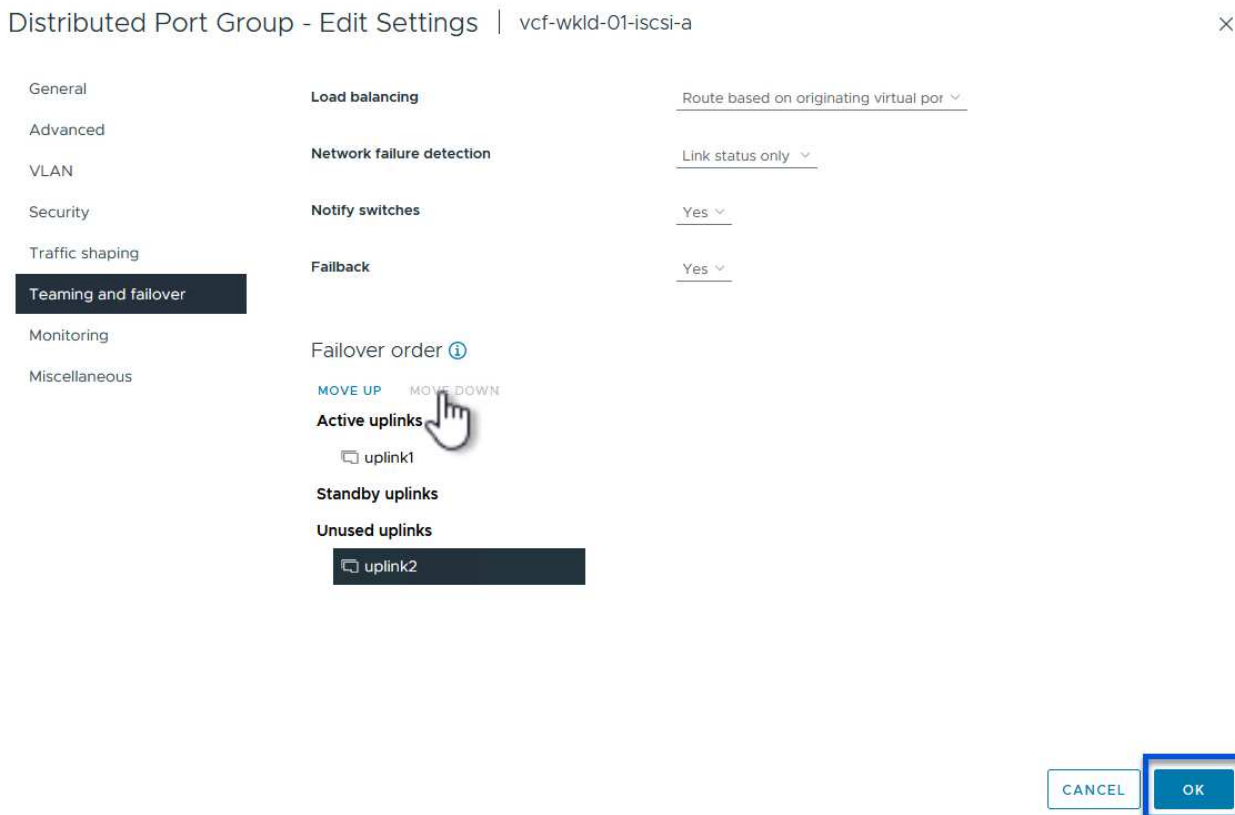 Distributed Port Group - Edit Settings | vcf-wkld-01-iscsi-a
General
Advanced
VLAN
Security
Traffic shaping
Teaming and failover
Monitoring
Miscellaneous
Load balancing Route based on originating virtual por
Network failure detection Link status only
Notify switches Yes
Failback Yes
Failover order
MOVE UP MOVE DOWN
Active uplinks
uplink1
Standby uplinks
Unused uplinks
uplink2
CANCEL OK